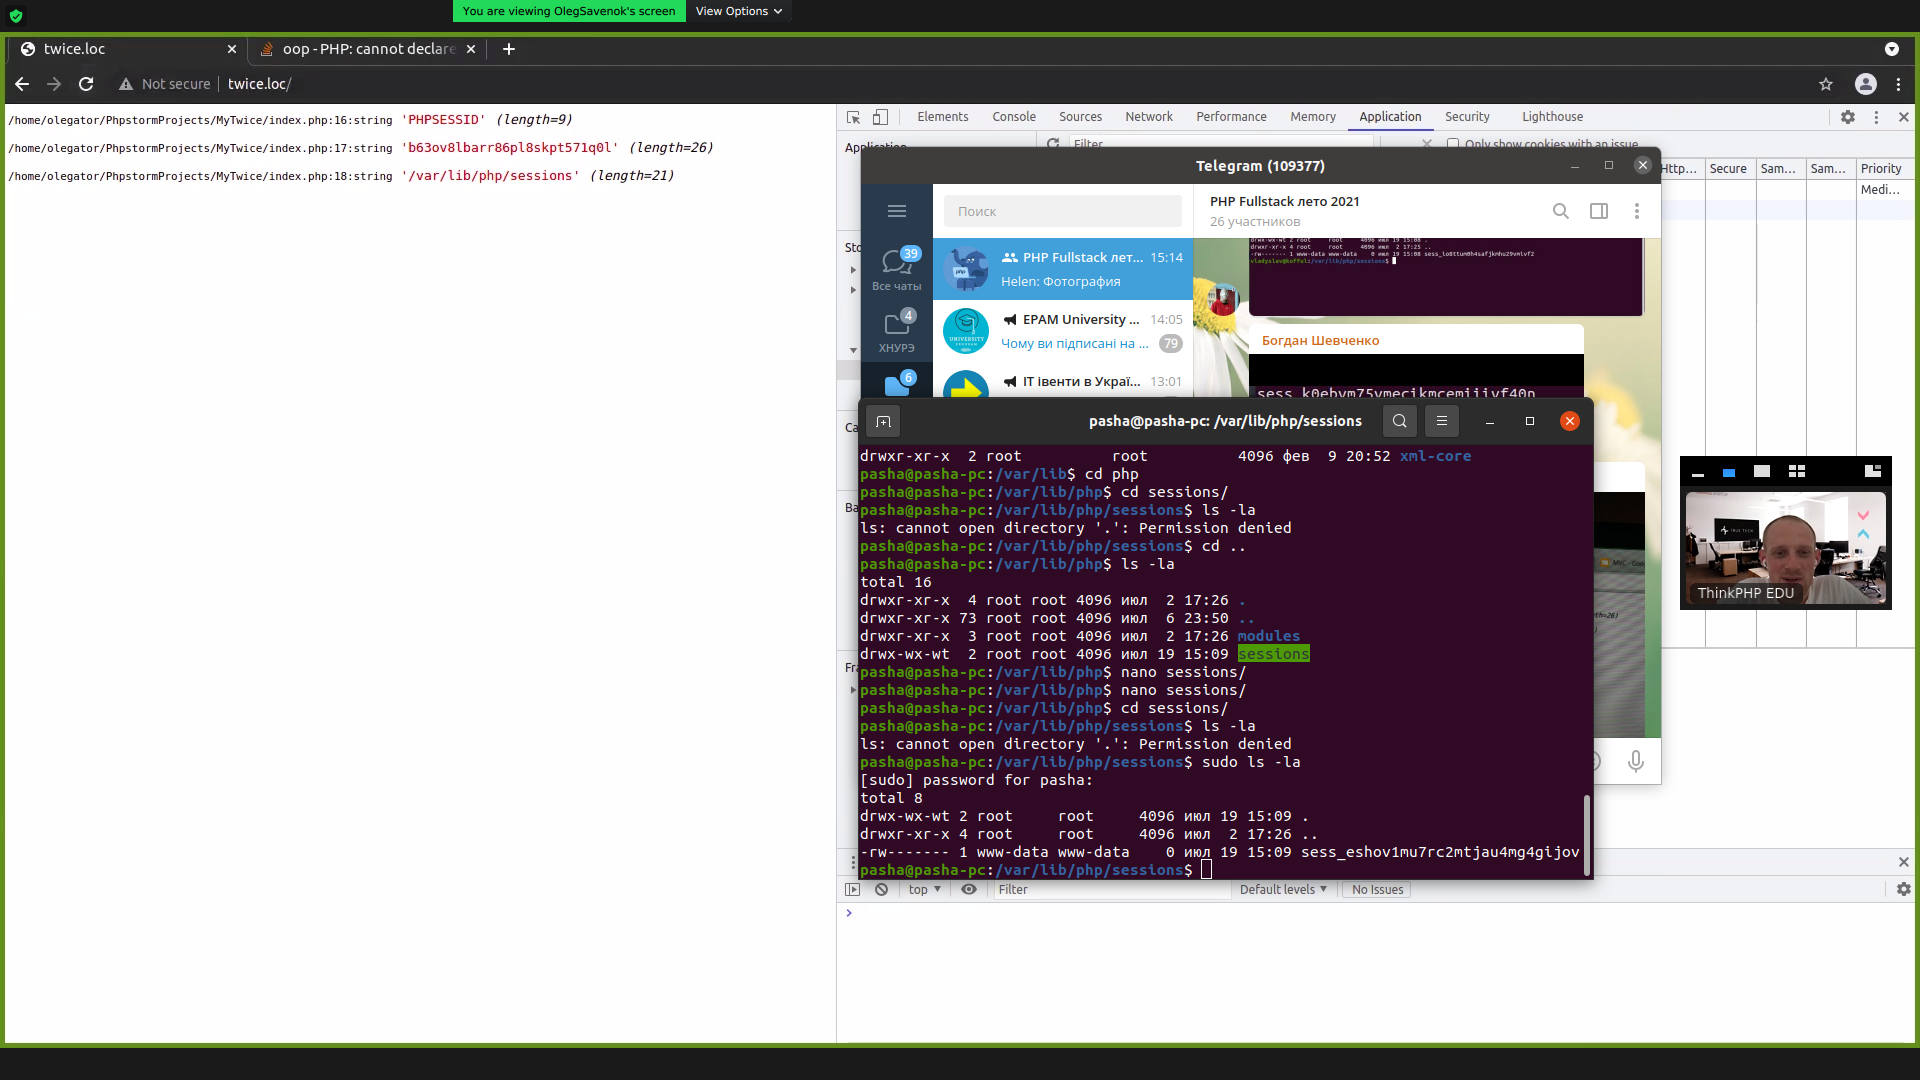 You are viewing OlegSavenok's screen
View Options
twice.loc
oop - PHP: cannot declare
Not secure
twice.loc/
/home/olegator/PhpstormProjects/MyTwice/index.php:16:string 'PHPSESSID' (length=9)
/home/olegator/PhpstormProjects/MyTwice/index.php:17:string 'b63ov8lbarr86pl8skpt571q0l' (length=26)
/home/olegator/PhpstormProjects/MyTwice/index.php:18:string '/var/lib/php/sessions' (length=21)
Elements Console Sources Network Performance Memory Application Security Lighthouse
Filter
Only show cookies with an issue
Http... Secure Sam... Sam... Priority
Medi...
Telegram (109377)
Поиск
PHP Fullstack лето 2021
26 участников
39
Все чаты
4
ХНУРЭ
6
PHP Fullstack лет... 15:14
Helen: Фотография
EPAM University ... 14:05
Чому ви підписані на ... 79
IT івенти в Украї... 13:01
Богдан Шевченко
pasha@pasha-pc: /var/lib/php/sessions
drwxr-xr-x 2 root root 4096 фев 9 20:52 xml-core
pasha@pasha-pc:/var/lib$ cd php
pasha@pasha-pc:/var/lib/php$ cd sessions/
pasha@pasha-pc:/var/lib/php/sessions$ ls -la
ls: cannot open directory '.': Permission denied
pasha@pasha-pc:/var/lib/php/sessions$ cd ..
pasha@pasha-pc:/var/lib/php$ ls -la
total 16
drwxr-xr-x 4 root root 4096 июл 2 17:26 .
drwxr-xr-x 73 root root 4096 июл 6 23:50 ..
drwxr-xr-x 3 root root 4096 июл 2 17:26 modules
drwx-wx-wt 2 root root 4096 июл 19 15:09 sessions
pasha@pasha-pc:/var/lib/php$ nano sessions/
pasha@pasha-pc:/var/lib/php$ nano sessions/
pasha@pasha-pc:/var/lib/php$ cd sessions/
pasha@pasha-pc:/var/lib/php/sessions$ ls -la
ls: cannot open directory '.': Permission denied
pasha@pasha-pc:/var/lib/php/sessions$ sudo ls -la
[sudo] password for pasha:
total 8
drwx-wx-wt 2 root root 4096 июл 19 15:09 .
drwxr-xr-x 4 root root 4096 июл 2 17:26 ..
-rw------- 1 www-data www-data 0 июл 19 15:09 sess_eshov1mu7rc2mtjau4mg4gijov
pasha@pasha-pc:/var/lib/php/sessions$
ThinkPHP EDU
top
Filter
Default levels
No Issues